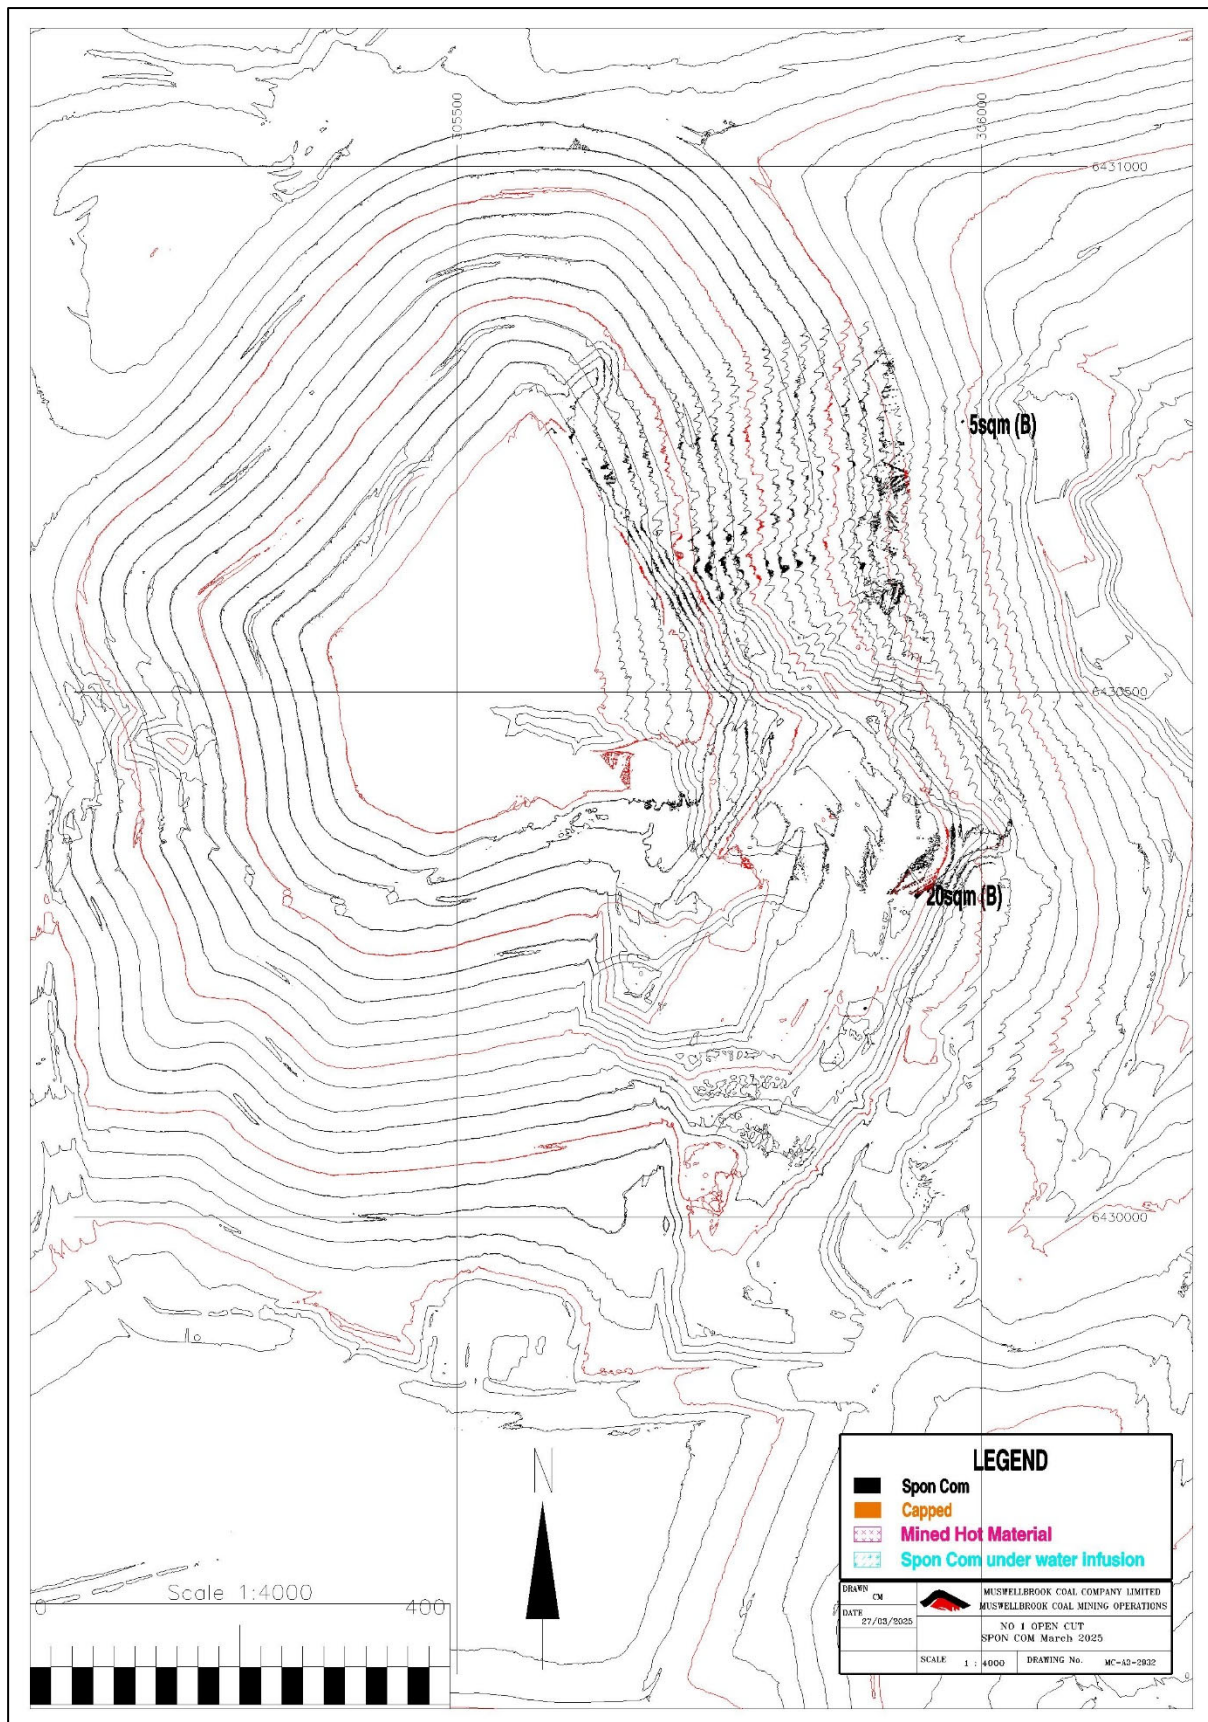 305500
306000
6431000
5sqm (B)
6430500
20sqm (B)
6430000
N
LEGEND
Spon Com
Capped
Mined Hot Material
Spon Com under water infusion
Scale 1:4000
0 400
DRAWN
CM
DATE
27/03/2025
MUSWELLBROOK COAL COMPANY LIMITED
MUSWELLBROOK COAL MINING OPERATIONS
NO 1 OPEN CUT
SPON COM March 2025
SCALE 1 : 4000 DRAWING No. MC-A3-2932